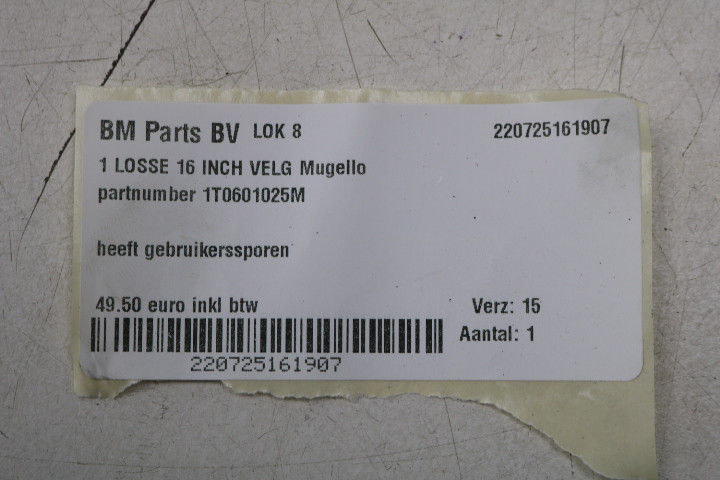 BM Parts BV LOK 8 220725161907
1 LOSSE 16 INCH VELG Mugello
partnumber 1T0601025M
heeft gebruikerssporen
49.50 euro inkl btw Verz: 15
Aantal: 1
220725161907